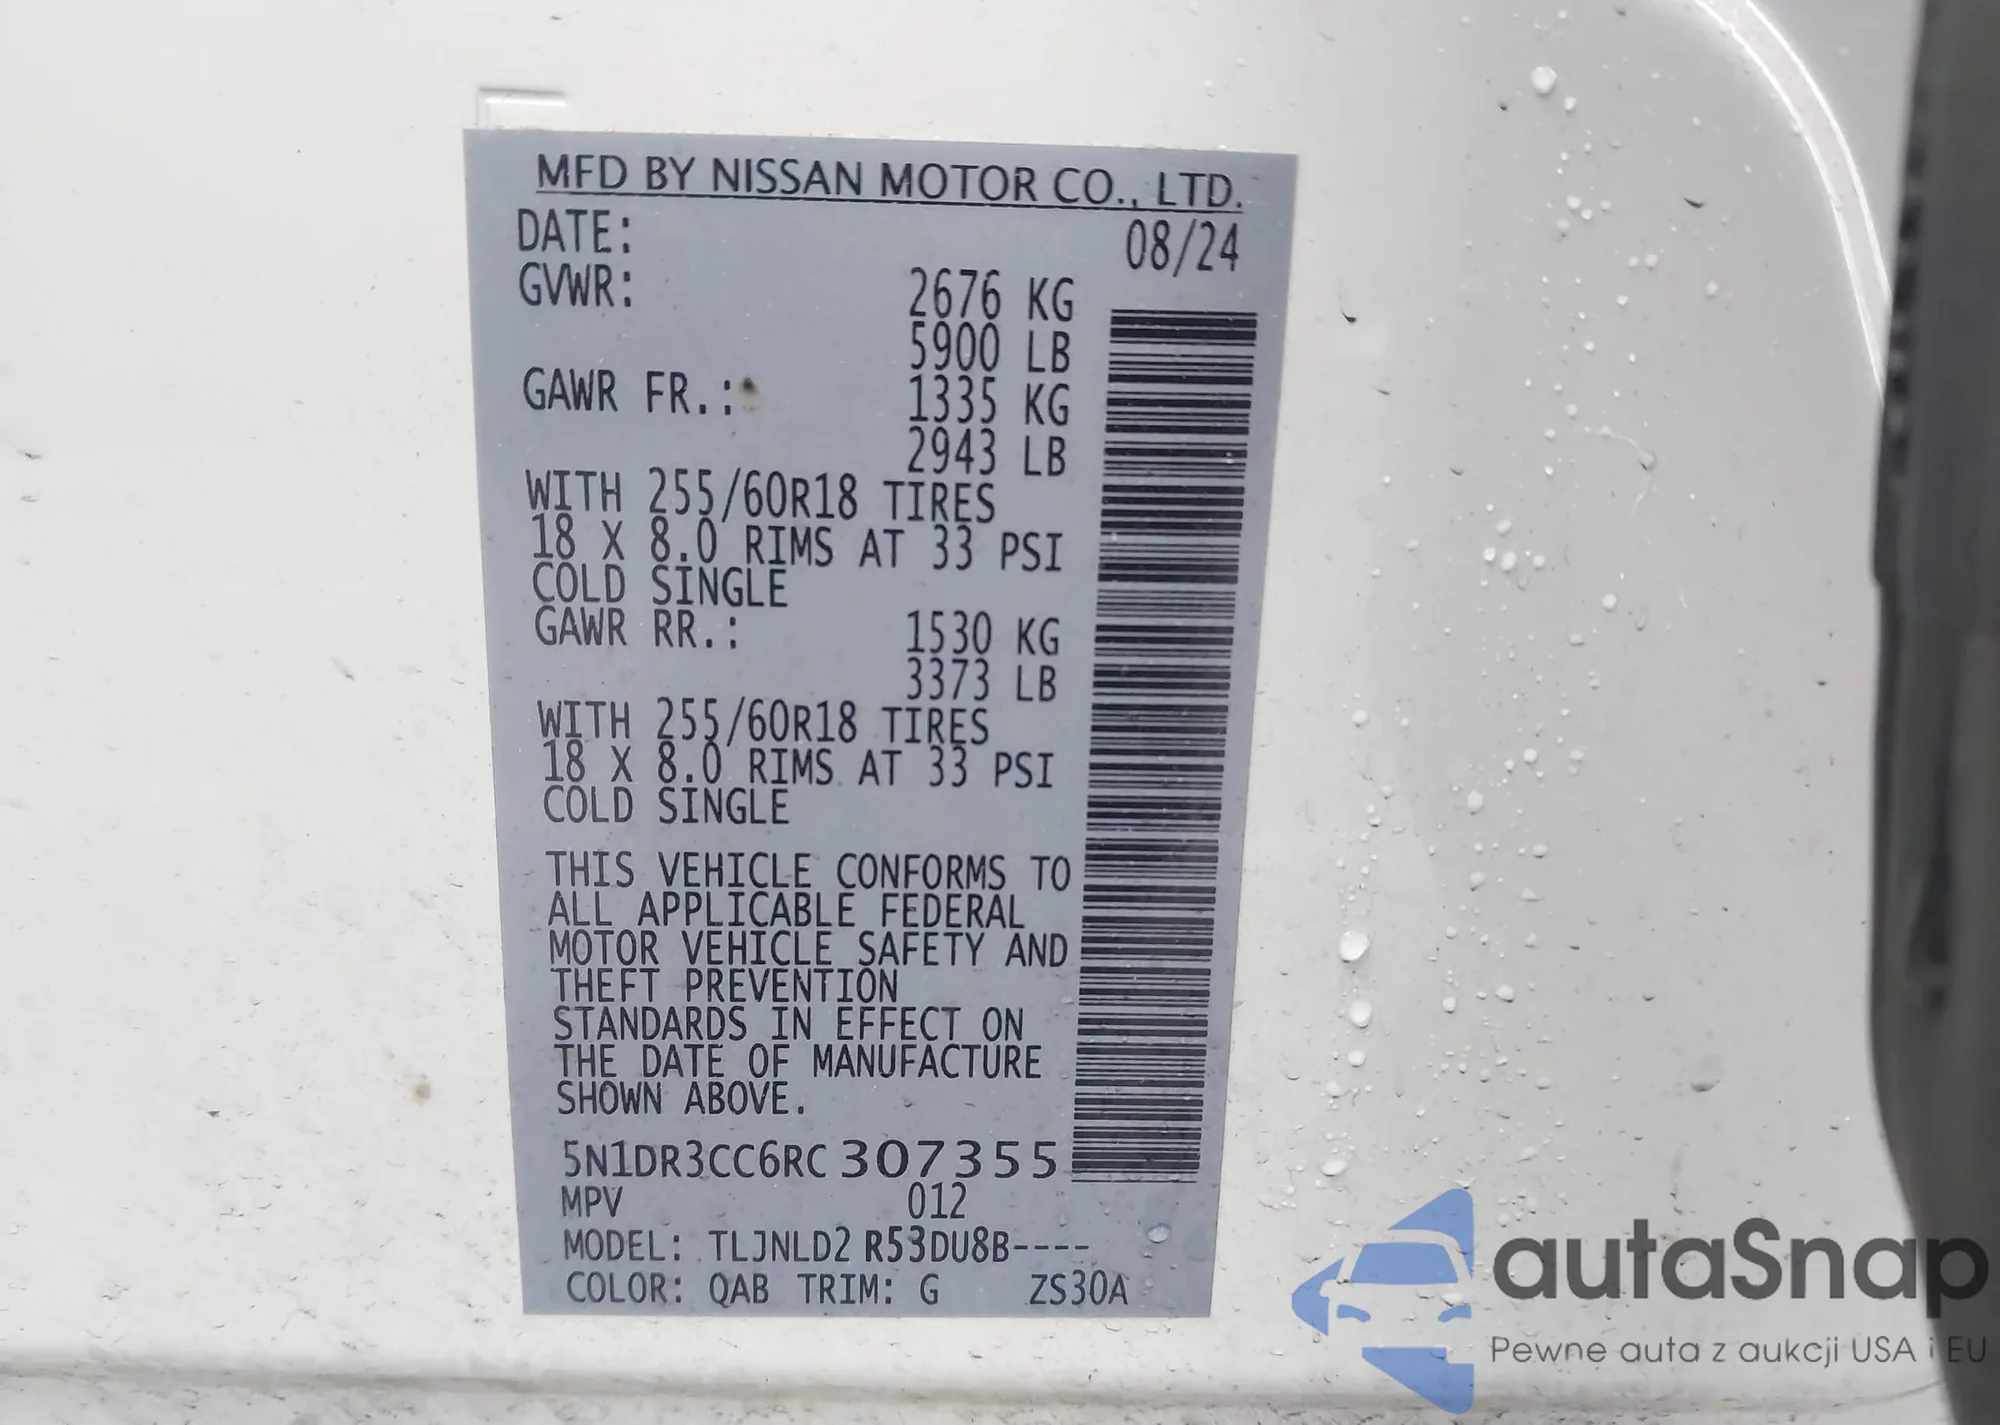 MFD BY NISSAN MOTOR CO., LTD.
DATE: 08/24
GVWR: 2676 KG
5900 LB
GAWR FR.: 1335 KG
2943 LB
WITH 255/60R18 TIRES
18 X 8.0 RIMS AT 33 PSI
COLD SINGLE
GAWR RR.: 1530 KG
3373 LB
WITH 255/60R18 TIRES
18 X 8.0 RIMS AT 33 PSI
COLD SINGLE
THIS VEHICLE CONFORMS TO
ALL APPLICABLE FEDERAL
MOTOR VEHICLE SAFETY AND
THEFT PREVENTION
STANDARDS IN EFFECT ON
THE DATE OF MANUFACTURE
SHOWN ABOVE.
5N1DR3CC6RC307355
MPV 012
MODEL: TLJNLD2 R53DU8B----
COLOR: QAB TRIM: G ZS30A
autaSnap
Pewne auta z aukcji USA i EU